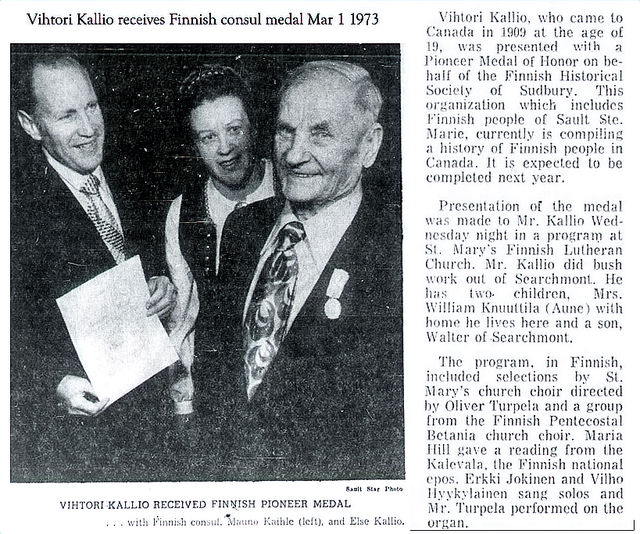 Vihtori Kallio receives Finnish consul medal Mar 1 1973
Sault Star Photo
VIHTORI KALLIO RECEIVED FINNISH PIONEER MEDAL
. . . with Finnish consul, Mauno Kaihle (left), and Else Kallio.
Vihtori Kallio, who came to
Canada in 1909 at the age of
19, was presented with a
Pioneer Medal of Honor on be-
half of the Finnish Historical
Society of Sudbury. This
organization which includes
Finnish people of Sault Ste.
Marie, currently is compiling
a history of Finnish people in
Canada. It is expected to be
completed next year.
Presentation of the medal
was made to Mr. Kallio Wed-
nesday night in a program at
St. Mary's Finnish Lutheran
Church. Mr. Kallio did bush
work out of Searchmont. He
has two children, Mrs.
William Knuuttila (Aune) with
home he lives here and a son,
Walter of Searchmont.
The program, in Finnish,
included selections by St.
Mary's church choir directed
by Oliver Turpela and a group
from the Finnish Pentecostal
Betania church choir. Maria
Hill gave a reading from the
Kalevala, the Finnish national
epos. Erkki Jokinen and Vilho
Hyykylainen sang solos and
Mr. Turpela performed on the
organ.